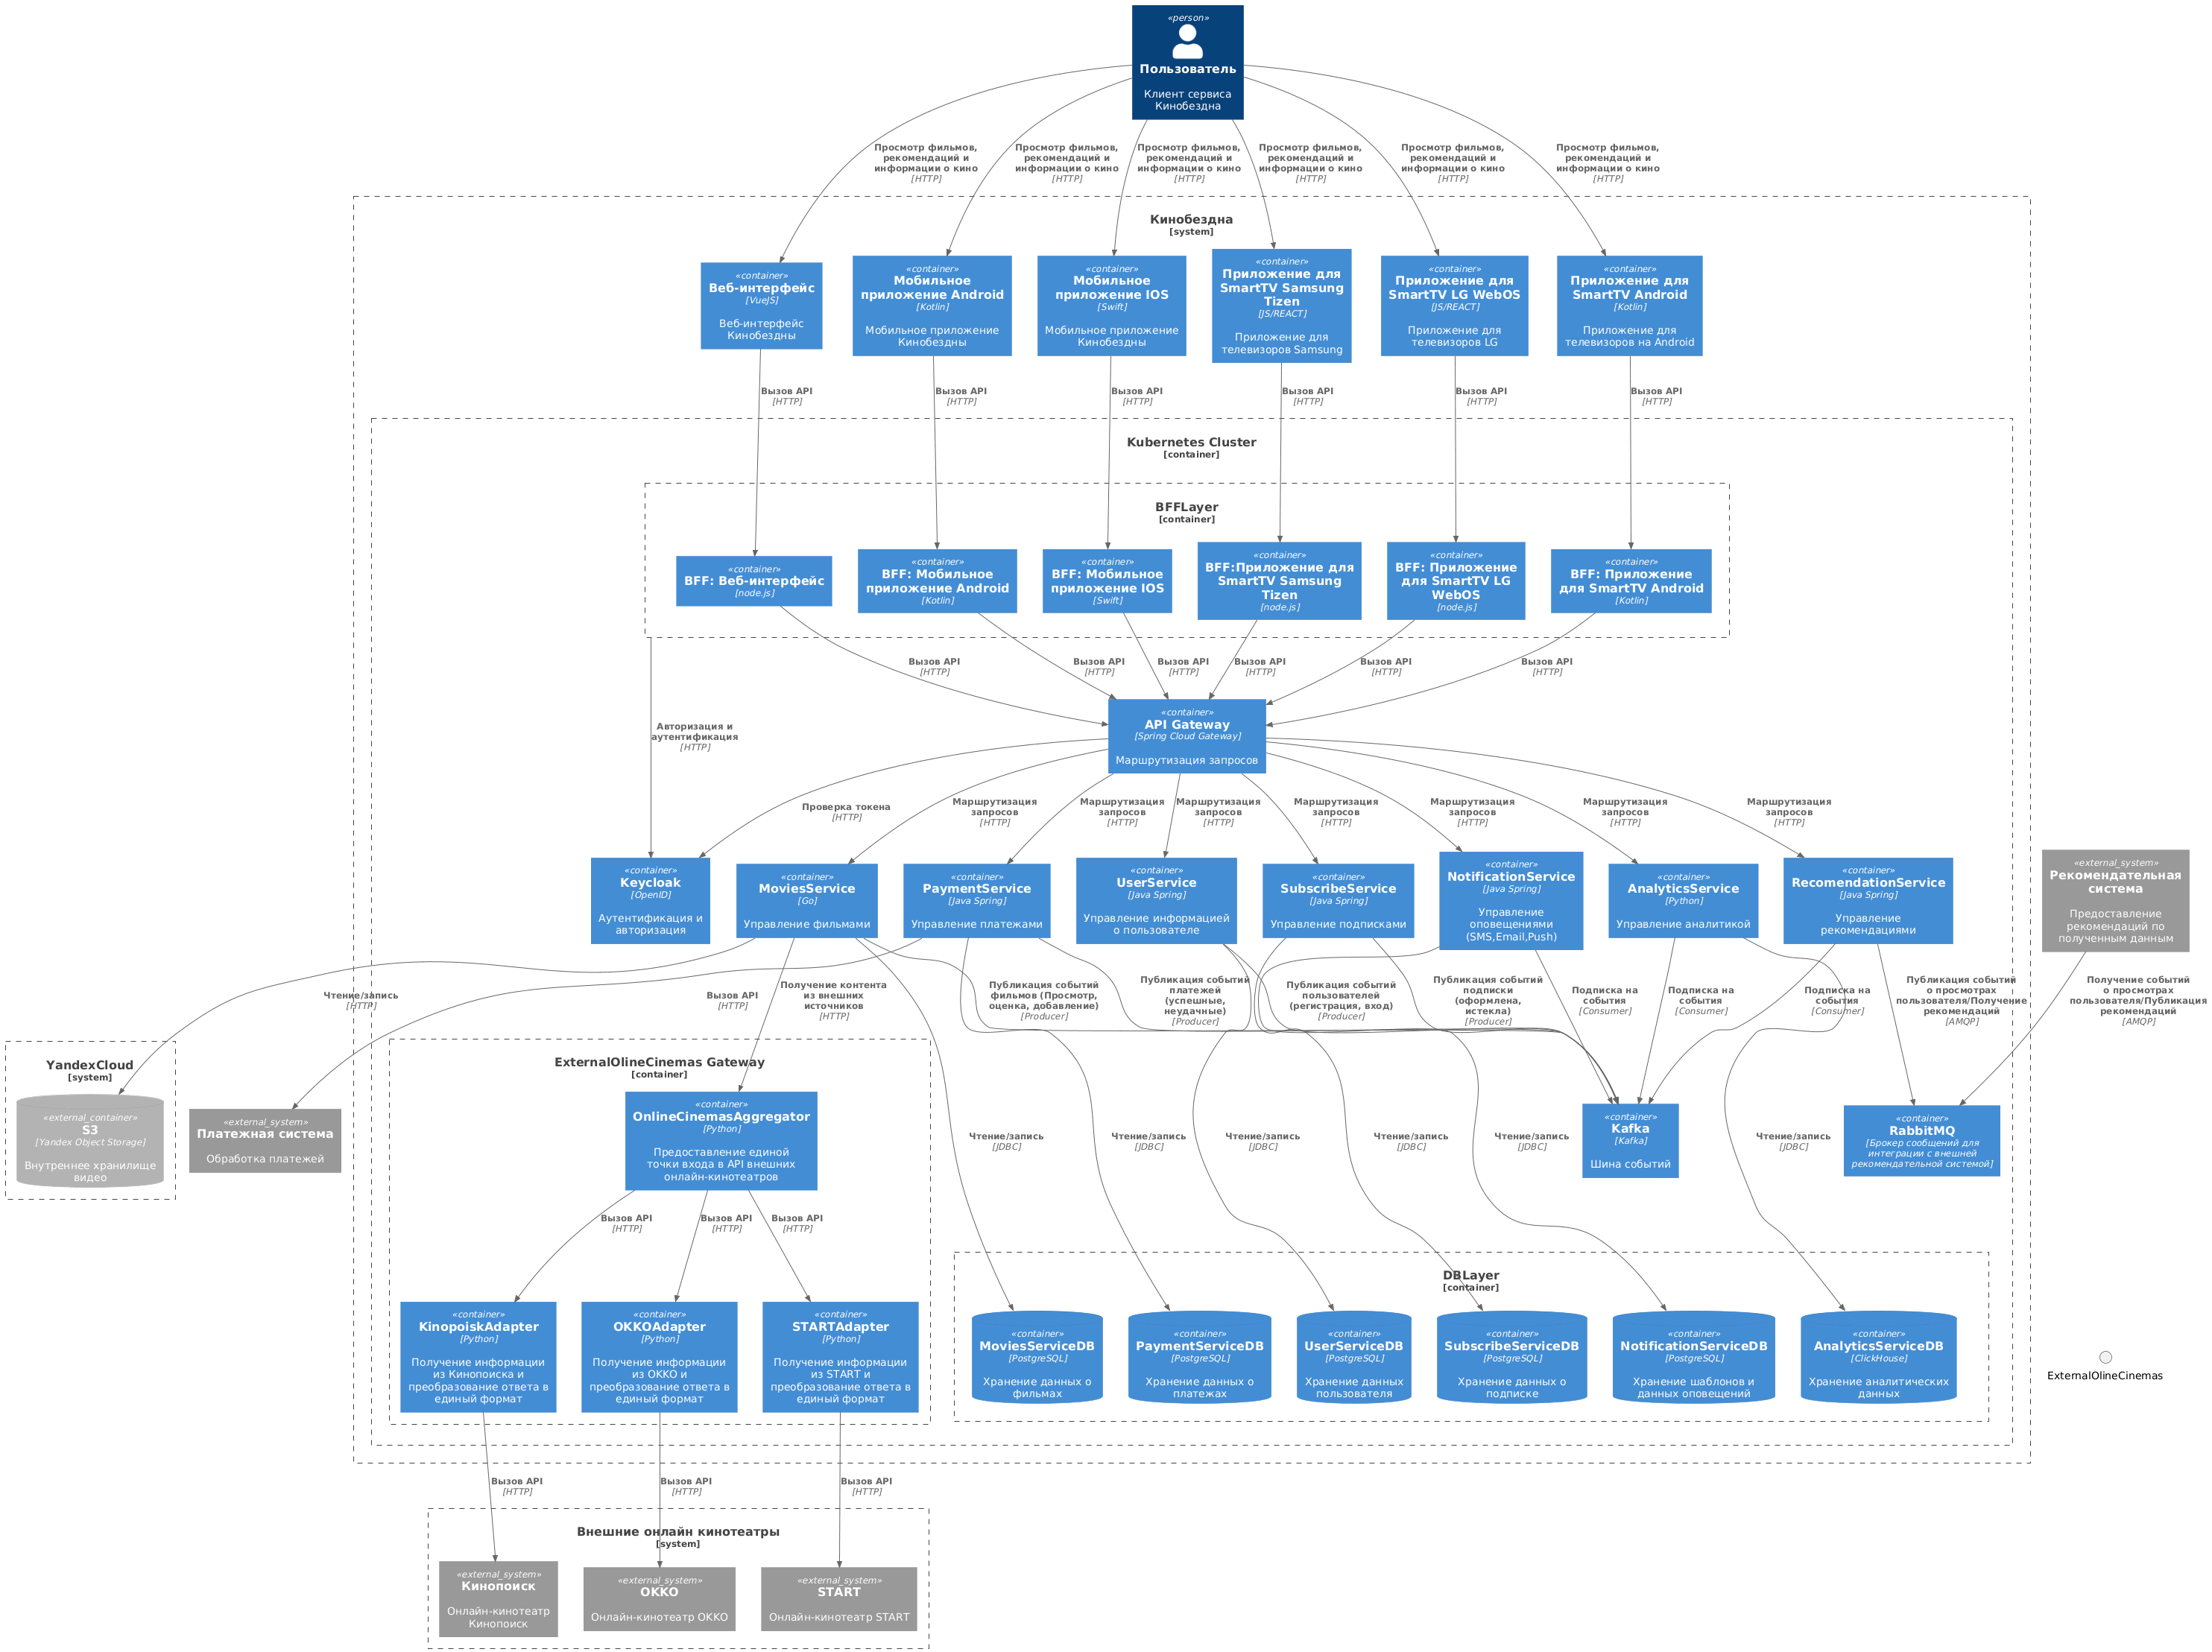 «person»
Пользователь
Клиент сервиса
Кинобездна
Просмотр фильмов,
рекомендаций и
информации о кино
[HTTP]
Просмотр фильмов,
рекомендаций и
информации о кино
[HTTP]
Просмотр фильмов,
рекомендаций и
информации о кино
[HTTP]
Просмотр фильмов,
рекомендаций и
информации о кино
[HTTP]
Просмотр фильмов,
рекомендаций и
информации о кино
[HTTP]
Просмотр фильмов,
рекомендаций и
информации о кино
[HTTP]
Кинобездна
[system]
«container»
Веб-интерфейс
[VueJS]
Веб-интерфейс
Кинобездны
«container»
Мобильное
приложение Android
[Kotlin]
Мобильное приложение
Кинобездны
«container»
Мобильное
приложение IOS
[Swift]
Мобильное приложение
Кинобездны
«container»
Приложение для
SmartTV Samsung
Tizen
[JS/REACT]
Приложение для
телевизоров Samsung
«container»
Приложение для
SmartTV LG WebOS
[JS/REACT]
Приложение для
телевизоров LG
«container»
Приложение для
SmartTV Android
[Kotlin]
Приложение для
телевизоров на Android
Вызов API
[HTTP]
Вызов API
[HTTP]
Вызов API
[HTTP]
Вызов API
[HTTP]
Вызов API
[HTTP]
Вызов API
[HTTP]
Kubernetes Cluster
[container]
BFFLayer
[container]
«container»
BFF: Веб-интерфейс
[node.js]
«container»
BFF: Мобильное
приложение Android
[Kotlin]
«container»
BFF: Мобильное
приложение IOS
[Swift]
«container»
BFF:Приложение для
SmartTV Samsung
Tizen
[node.js]
«container»
BFF: Приложение
для SmartTV LG
WebOS
[node.js]
«container»
BFF: Приложение
для SmartTV Android
[Kotlin]
Вызов API
[HTTP]
Вызов API
[HTTP]
Вызов API
[HTTP]
Вызов API
[HTTP]
Вызов API
[HTTP]
Вызов API
[HTTP]
Авторизация и
аутентификация
[HTTP]
«container»
API Gateway
[Spring Cloud Gateway]
Маршрутизация запросов
Проверка токена
[HTTP]
Маршрутизация
запросов
[HTTP]
Маршрутизация
запросов
[HTTP]
Маршрутизация
запросов
[HTTP]
Маршрутизация
запросов
[HTTP]
Маршрутизация
запросов
[HTTP]
Маршрутизация
запросов
[HTTP]
Маршрутизация
запросов
[HTTP]
«container»
Keycloak
[OpenID]
Аутентификация и
авторизация
«container»
MoviesService
[Go]
Управление фильмами
«container»
PaymentService
[Java Spring]
Управление платежами
«container»
UserService
[Java Spring]
Управление информацией
о пользователе
«container»
SubscribeService
[Java Spring]
Управление подписками
«container»
NotificationService
[Java Spring]
Управление
оповещениями
(SMS,Email,Push)
«container»
AnalyticsService
[Python]
Управление аналитикой
«container»
RecomendationService
[Java Spring]
Управление
рекомендациями
«external_system»
Рекомендательная
система
Предоставление
рекомендаций по
полученным данным
Чтение/запись
[HTTP]
Вызов API
[HTTP]
Получение контента
из внешних
источников
[HTTP]
Публикация событий
фильмов (Просмотр,
оценка, добавление)
[Producer]
Публикация событий
платежей
(успешные,
неудачные)
[Producer]
Публикация событий
пользователей
(регистрация, вход)
[Producer]
Публикация событий
подписки
(оформлена,
истекла)
[Producer]
Подписка на
события
[Consumer]
Подписка на
события
[Consumer]
Подписка на
события
[Consumer]
Публикация событий
о просмотрах
пользователя/Получение
рекомендаций
[AMQP]
Получение событий
о просмотрах
пользователя/Публикация
рекомендаций
[AMQP]
YandexCloud
[system]
«external_container»
S3
[Yandex Object Storage]
Внутреннее хранилище
видео
«external_system»
Платежная система
Обработка платежей
ExternalOlineCinemas Gateway
[container]
«container»
OnlineCinemasAggregator
[Python]
Предоставление единой
точки входа в API внешних
онлайн-кинотеатров
Чтение/запись
[JDBC]
Чтение/запись
[JDBC]
Чтение/запись
[JDBC]
Чтение/запись
[JDBC]
Чтение/запись
[JDBC]
Чтение/запись
[JDBC]
«container»
Kafka
[Kafka]
Шина событий
«container»
RabbitMQ
[Брокер сообщений для
интеграции с внешней
рекомендательной системой]
Вызов API
[HTTP]
Вызов API
[HTTP]
Вызов API
[HTTP]
«container»
KinopoiskAdapter
[Python]
Получение информации
из Кинопоиска и
преобразование ответа в
единый формат
«container»
OKKOAdapter
[Python]
Получение информации
из OKKO и
преобразование ответа в
единый формат
«container»
STARTAdapter
[Python]
Получение информации
из START и
преобразование ответа в
единый формат
DBLayer
[container]
«container»
MoviesServiceDB
[PostgreSQL]
Хранение данных о
фильмах
«container»
PaymentServiceDB
[PostgreSQL]
Хранение данных о
платежах
«container»
UserServiceDB
[PostgreSQL]
Хранение данных
пользователя
«container»
SubscribeServiceDB
[PostgreSQL]
Хранение данных о
подписке
«container»
NotificationServiceDB
[PostgreSQL]
Хранение шаблонов и
данных оповещений
«container»
AnalyticsServiceDB
[ClickHouse]
Хранение аналитических
данных
ExternalOlineCinemas
Вызов API
[HTTP]
Вызов API
[HTTP]
Вызов API
[HTTP]
Внешние онлайн кинотеатры
[system]
«external_system»
Кинопоиск
Онлайн-кинотеатр
Кинопоиск
«external_system»
OKKO
Онлайн-кинотеатр OKKO
«external_system»
START
Онлайн-кинотеатр START